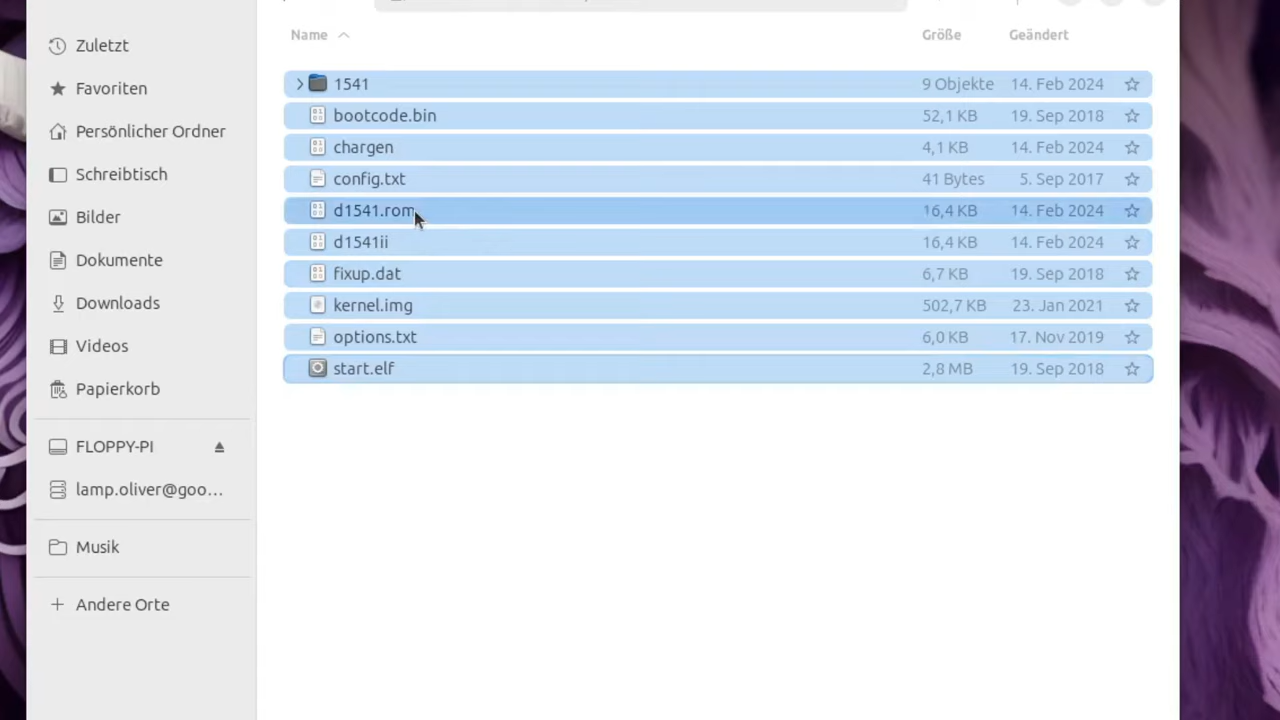 Name Größe Geändert
Zuletzt
Favoriten
Persönlicher Ordner
Schreibtisch
Bilder
Dokumente
Downloads
Videos
Papierkorb
FLOPPY-PI
lamp.oliver@goo…
Musik
Andere Orte
1541 9 Objekte 14. Feb 2024
bootcode.bin 52,1 KB 19. Sep 2018
chargen 4,1 KB 14. Feb 2024
config.txt 41 Bytes 5. Sep 2017
d1541.rom 16,4 KB 14. Feb 2024
d1541ii 16,4 KB 14. Feb 2024
fixup.dat 6,7 KB 19. Sep 2018
kernel.img 502,7 KB 23. Jan 2021
options.txt 6,0 KB 17. Nov 2019
start.elf 2,8 MB 19. Sep 2018